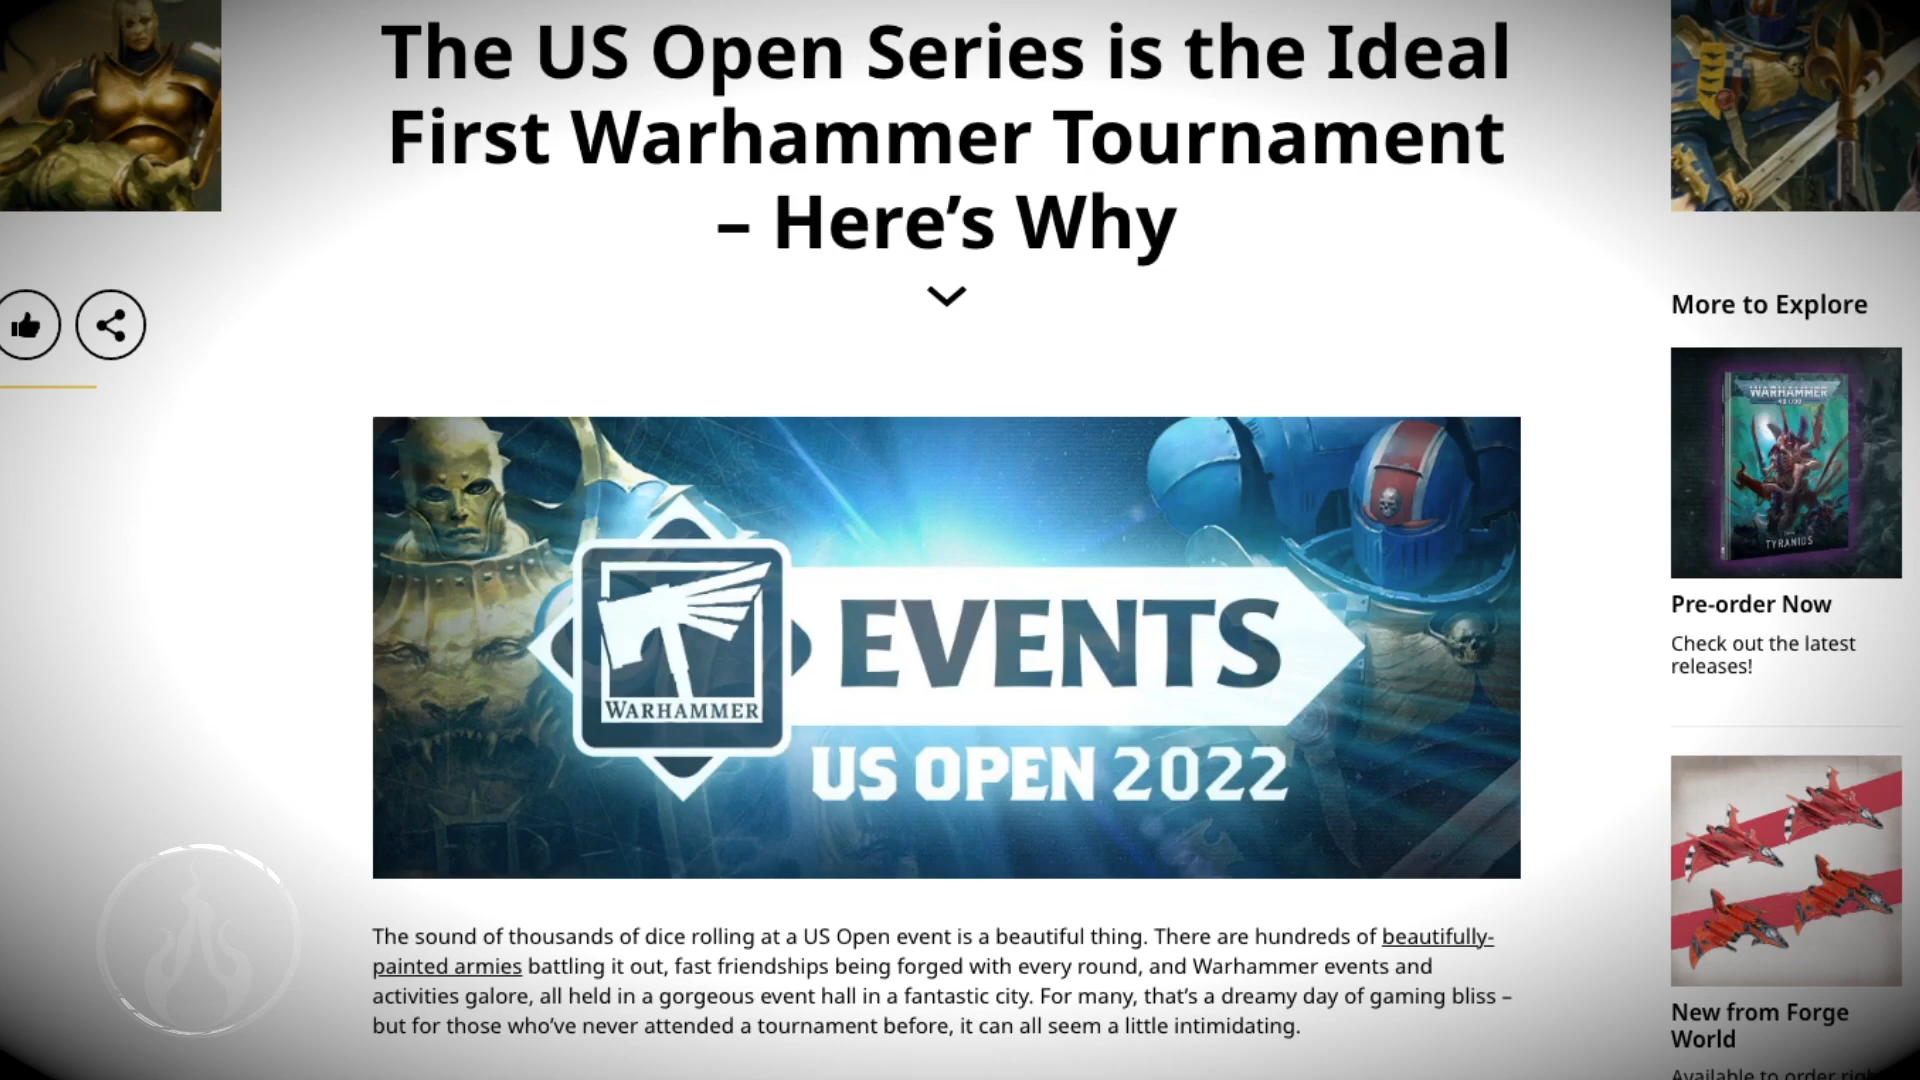 The US Open Series is the Ideal
First Warhammer Tournament
– Here’s Why
EVENTS
WARHAMMER
US OPEN 2022
The sound of thousands of dice rolling at a US Open event is a beautiful thing. There are hundreds of beautifully-
painted armies battling it out, fast friendships being forged with every round, and Warhammer events and
activities galore, all held in a gorgeous event hall in a fantastic city. For many, that’s a dreamy day of gaming bliss –
but for those who’ve never attended a tournament before, it can all seem a little intimidating.
More to Explore
WARHAMMER
40,000
TYRANIDS
Pre-order Now
Check out the latest
releases!
New from Forge
World
Available to order